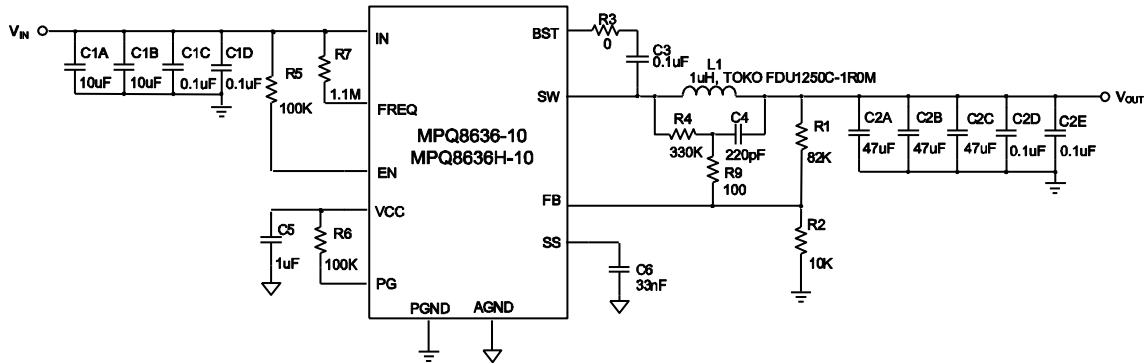 VIN
C1A
10uF
C1B
10uF
C1C
0.1uF
C1D
0.1uF
R5
100K
R7
1.1M
IN
FREQ
EN
VCC
PG
PGND
AGND
MPQ8636-10
MPQ8636H-10
BST
SW
FB
SS
C5
1uF
R6
100K
R3
0
C3
0.1uF
L1
1uH, TOKO FDU1250C-1R0M
R4
330K
C4
220pF
R9
100
R1
82K
R2
10K
C6
33nF
C2A
47uF
C2B
47uF
C2C
47uF
C2D
0.1uF
C2E
0.1uF
VOUT